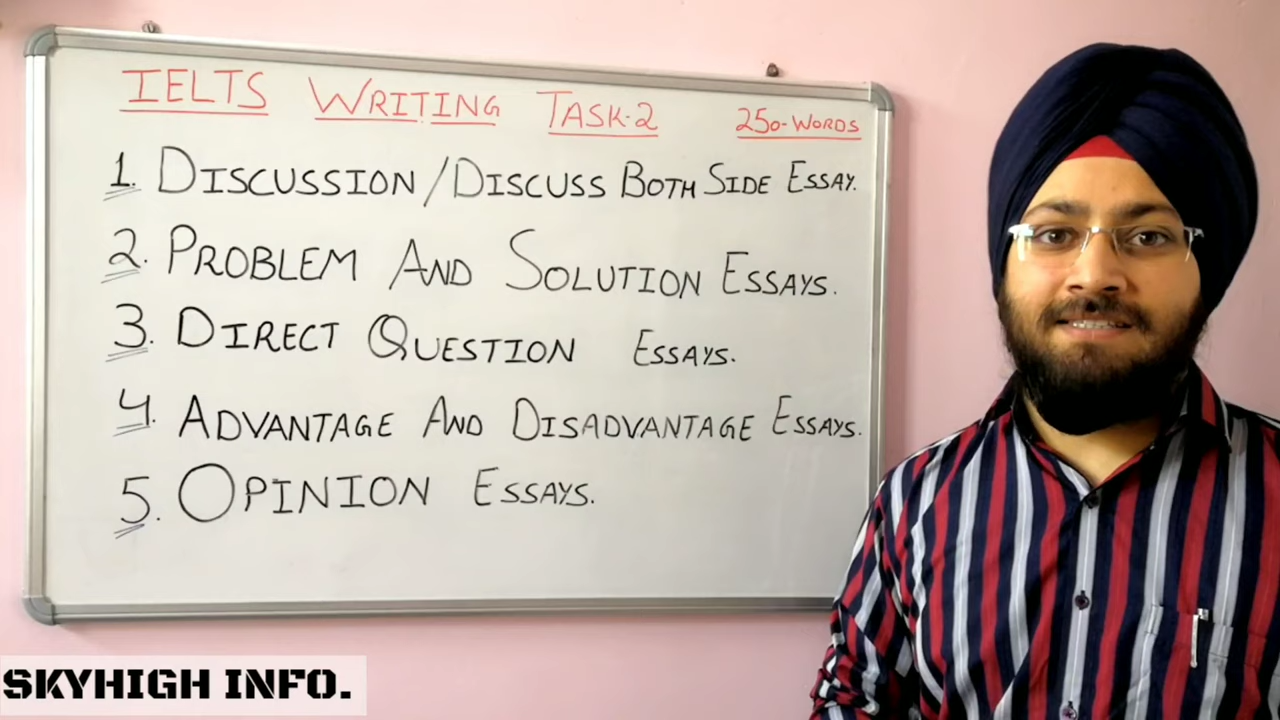 IELTS WRITING TASK-2 250-WORDS
1. DISCUSSION/DISCUSS BOTH SIDE ESSAY.
2. PROBLEM AND SOLUTION ESSAYS.
3. DIRECT QUESTION ESSAYS.
4. ADVANTAGE AND DISADVANTAGE ESSAYS.
5. OPINION ESSAYS.
SKYHIGH INFO.